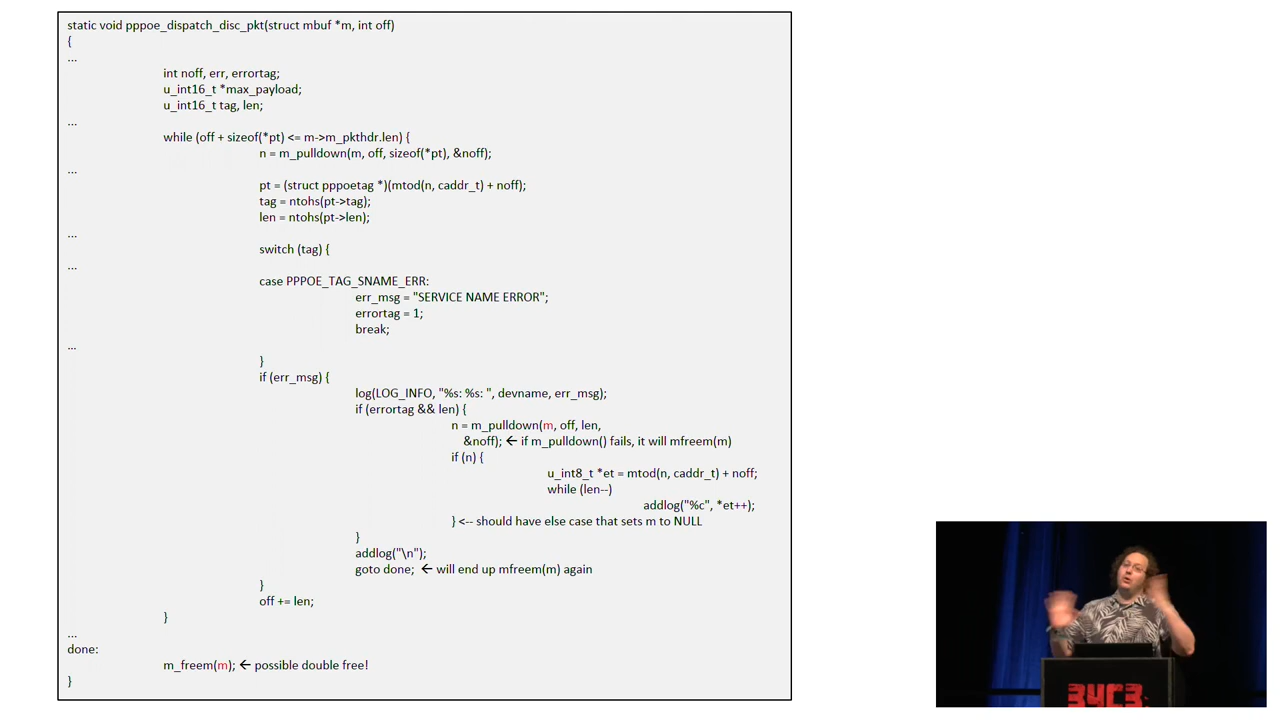 static void pppoe_dispatch_disc_pkt(struct mbuf *m, int off)
{
...
int noff, err, errortag;
u_int16_t *max_payload;
u_int16_t tag, len;
...
while (off + sizeof(*pt) <= m->m_pkthdr.len) {
n = m_pulldown(m, off, sizeof(*pt), &noff);
...
pt = (struct pppoetag *)(mtod(n, caddr_t) + noff);
tag = ntohs(pt->tag);
len = ntohs(pt->len);
...
switch (tag) {
...
case PPPOE_TAG_SNAME_ERR:
err_msg = "SERVICE NAME ERROR";
errortag = 1;
break;
...
}
if (err_msg) {
log(LOG_INFO, "%s: %s: ", devname, err_msg);
if (errortag && len) {
n = m_pulldown(m, off, len,
&noff); ← if m_pulldown() fails, it will mfreem(m)
if (n) {
u_int8_t *et = mtod(n, caddr_t) + noff;
while (len--)
addlog("%c", *et++);
} <-- should have else case that sets m to NULL
}
addlog("\n");
goto done; ← will end up mfreem(m) again
}
off += len;
}
...
done:
m_freem(m); ← possible double free!
}
34C3